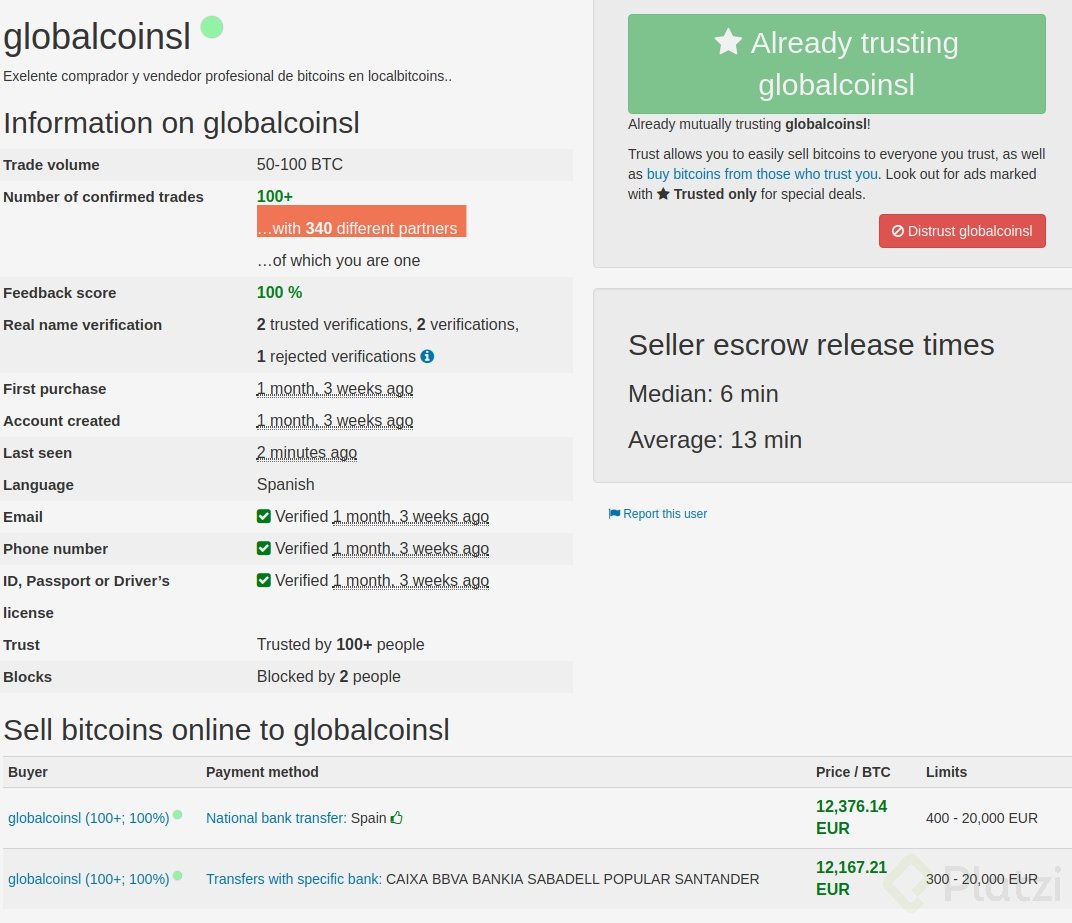 globalcoinsl
Exelente comprador y vendedor profesional de bitcoins en localbitcoins..
Information on globalcoinsl
Trade volume 50-100 BTC
Number of confirmed trades 100+
...with 340 different partners
...of which you are one
Feedback score 100 %
Real name verification 2 trusted verifications, 2 verifications,
1 rejected verifications
First purchase 1 month, 3 weeks ago
Account created 1 month, 3 weeks ago
Last seen 2 minutes ago
Language Spanish
Email Verified 1 month, 3 weeks ago
Phone number Verified 1 month, 3 weeks ago
ID, Passport or Driver's Verified 1 month, 3 weeks ago
license
Trust Trusted by 100+ people
Blocks Blocked by 2 people
Already trusting
globalcoinsl
Already mutually trusting globalcoinsl!
Trust allows you to easily sell bitcoins to everyone you trust, as well
as buy bitcoins from those who trust you. Look out for ads marked
with ★ Trusted only for special deals.
Distrust globalcoinsl
Seller escrow release times
Median: 6 min
Average: 13 min
Report this user
Sell bitcoins online to globalcoinsl
Buyer Payment method Price / BTC Limits
globalcoinsl (100+; 100%) National bank transfer: Spain 12,376.14 400 - 20,000 EUR
EUR
globalcoinsl (100+; 100%) Transfers with specific bank: CAIXA BBVA BANKIA SABADELL POPULAR SANTANDER 12,167.21 300 - 20,000 EUR
EUR
Platzi